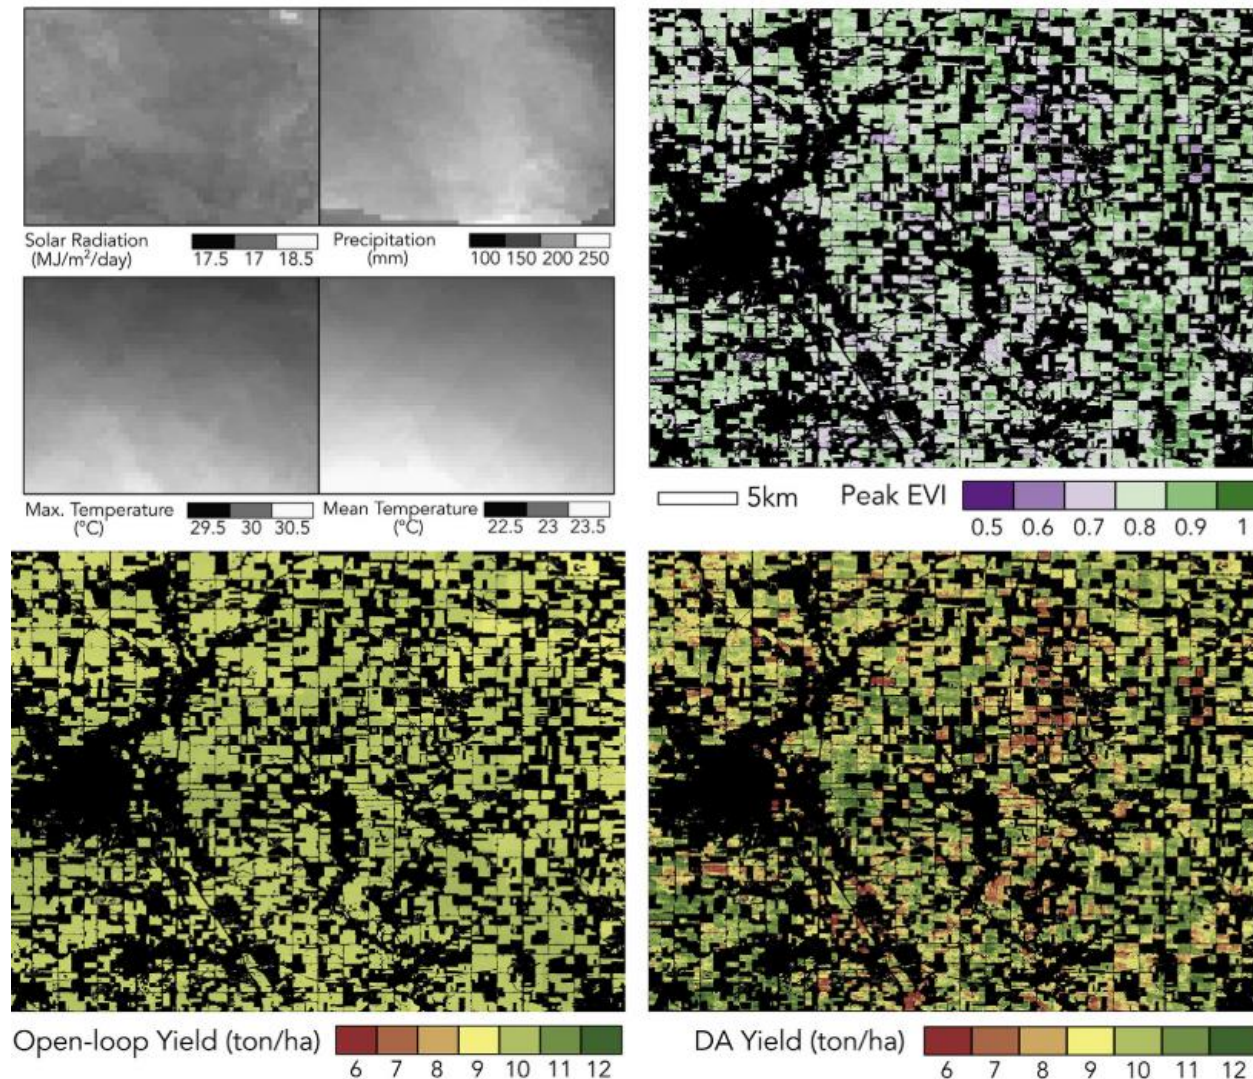 Solar Radiation
(MJ/m²/day)
17.5 17 18.5
Precipitation
(mm)
100 150 200 250
Max. Temperature
(°C)
29.5 30 30.5
Mean Temperature
(°C)
22.5 23 23.5
5km
Peak EVI
0.5 0.6 0.7 0.8 0.9 1
Open-loop Yield (ton/ha)
6 7 8 9 10 11 12
DA Yield (ton/ha)
6 7 8 9 10 11 12